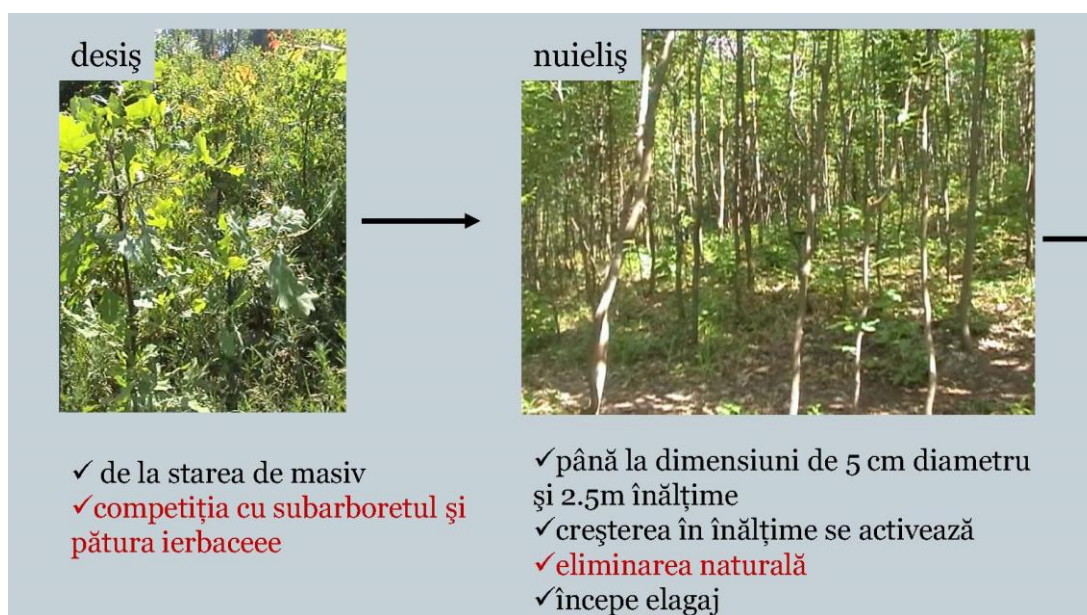 desiş
nuieliş
✓ de la starea de masiv
✓competiția cu subarboretul şi
pătura ierbaceee
✓până la dimensiuni de 5 cm diametru
şi 2.5m înălțime
✓creşterea în înălțime se activează
✓eliminarea naturală
✓începe elagaj